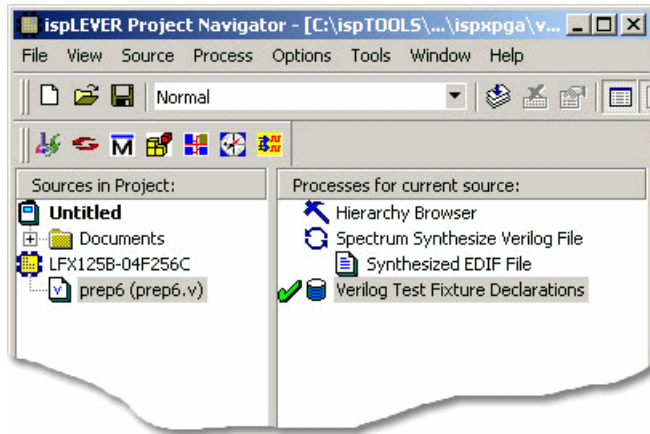 ispLEVER Project Navigator - [C:\ispTOOLS\...\ispxpga\v...
File View Source Process Options Tools Window Help
Normal
Sources in Project:
Processes for current source:
Untitled
Documents
LFX125B-04F256C
prep6 (prep6.v)
Hierarchy Browser
Spectrum Synthesize Verilog File
Synthesized EDIF File
Verilog Test Fixture Declarations